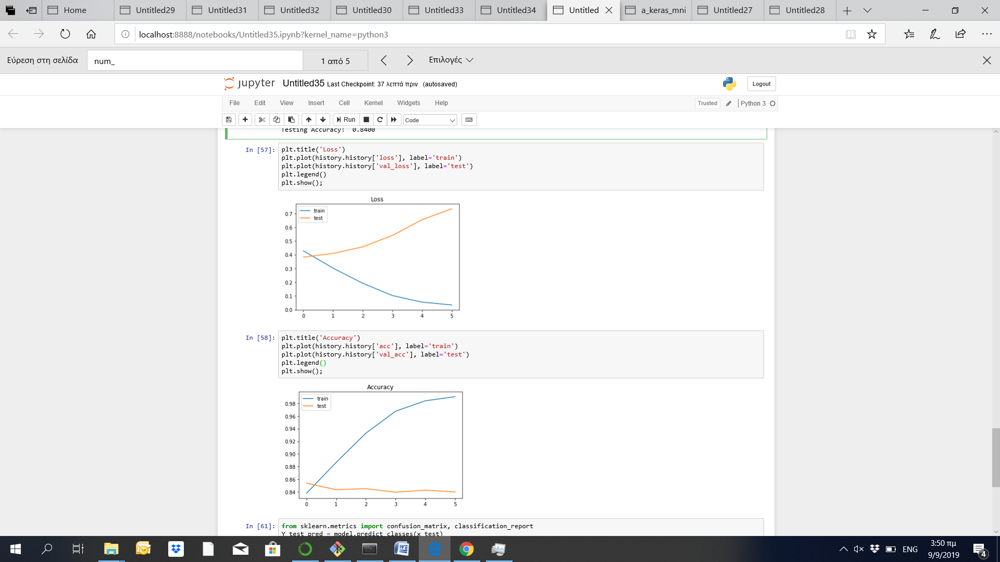 Home
Untitled29
Untitled31
Untitled32
Untitled30
Untitled33
Untitled34
Untitled
a_keras_mni
Untitled27
Untitled28
localhost:8888/notebooks/Untitled35.ipynb?kernel_name=python3
Εύρεση στη σελίδα
num_
1 από 5
Επιλογές
jupyter Untitled35 Last Checkpoint: 37 λεπτά πριν (autosaved)
Logout
File Edit View Insert Cell Kernel Widgets Help
Trusted
Python 3
Run
Code
Testing Accuracy: 0.8400
In [57]:
plt.title('Loss')
plt.plot(history.history['loss'], label='train')
plt.plot(history.history['val_loss'], label='test')
plt.legend()
plt.show();
Loss
train
test
0.7
0.6
0.5
0.4
0.3
0.2
0.1
0.0
0 1 2 3 4 5
In [58]:
plt.title('Accuracy')
plt.plot(history.history['acc'], label='train')
plt.plot(history.history['val_acc'], label='test')
plt.legend()
plt.show();
Accuracy
train
test
0.98
0.96
0.94
0.92
0.90
0.88
0.86
0.84
0 1 2 3 4 5
In [61]:
from sklearn.metrics import confusion_matrix, classification_report
Y_test_pred = model.predict_classes(x_test)
ENG
3:50 πμ
9/9/2019
4